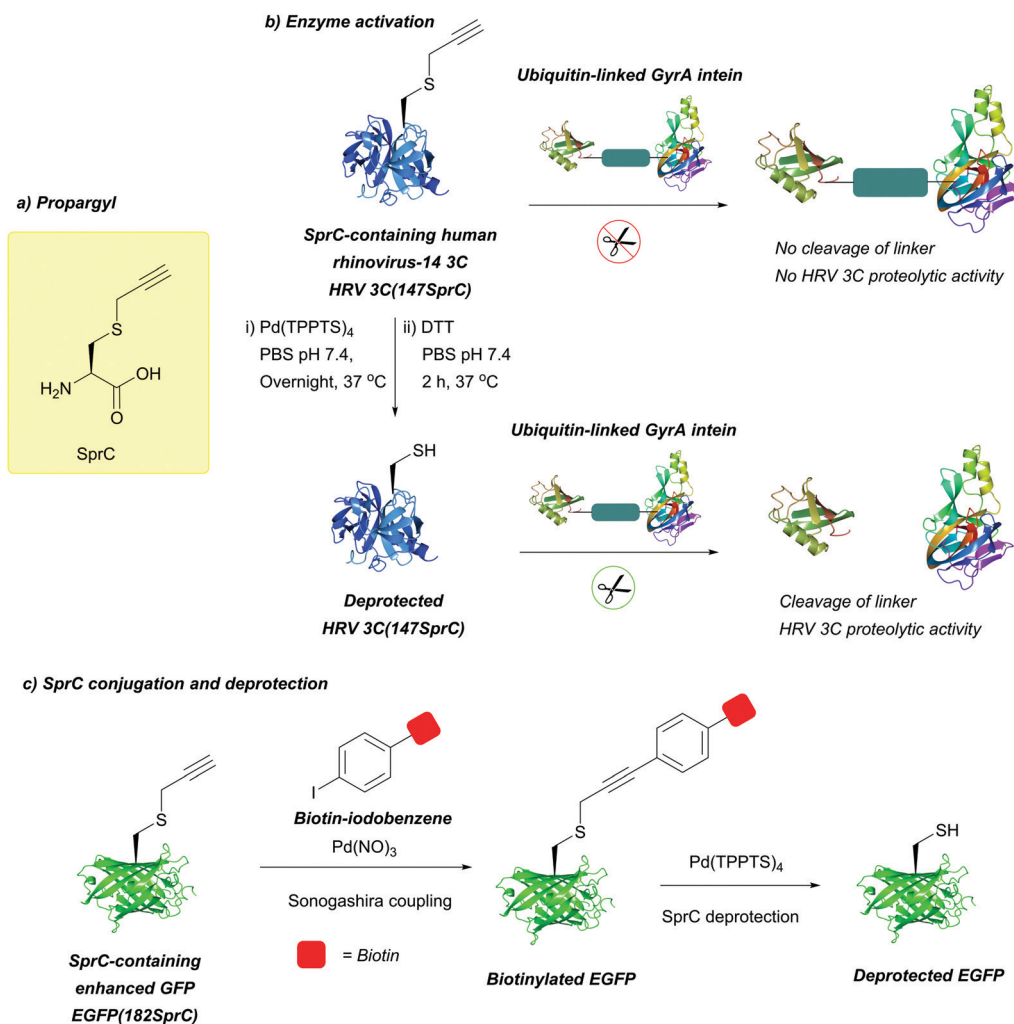 a) Propargyl
S
H₂N
OH
O
SprC
b) Enzyme activation
S
SprC-containing human
rhinovirus-14 3C
HRV 3C(147SprC)
Ubiquitin-linked GyrA intein
No cleavage of linker
No HRV 3C proteolytic activity
i) Pd(TPPTS)₄
PBS pH 7.4,
Overnight, 37 ºC
ii) DTT
PBS pH 7.4
2 h, 37 ºC
SH
Deprotected
HRV 3C(147SprC)
Ubiquitin-linked GyrA intein
Cleavage of linker
HRV 3C proteolytic activity
c) SprC conjugation and deprotection
S
SprC-containing
enhanced GFP
EGFP(182SprC)
I
Biotin-iodobenzene
Pd(NO)₃
Sonogashira coupling
= Biotin
S
Biotinylated EGFP
Pd(TPPTS)₄
SprC deprotection
SH
Deprotected EGFP